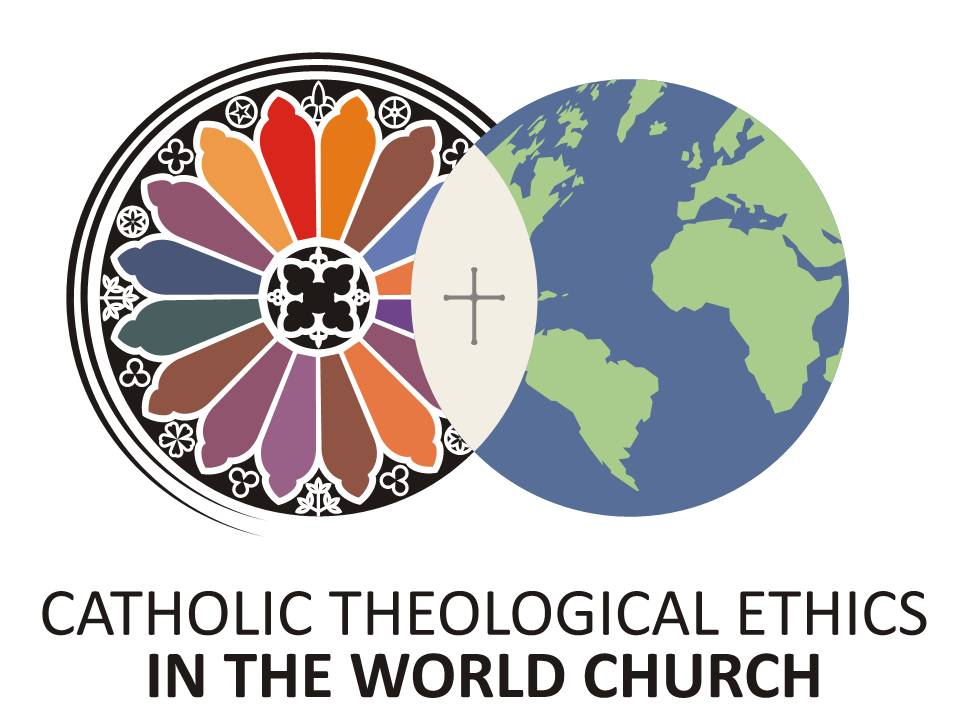 CATHOLIC THEOLOGICAL ETHICS
IN THE WORLD CHURCH